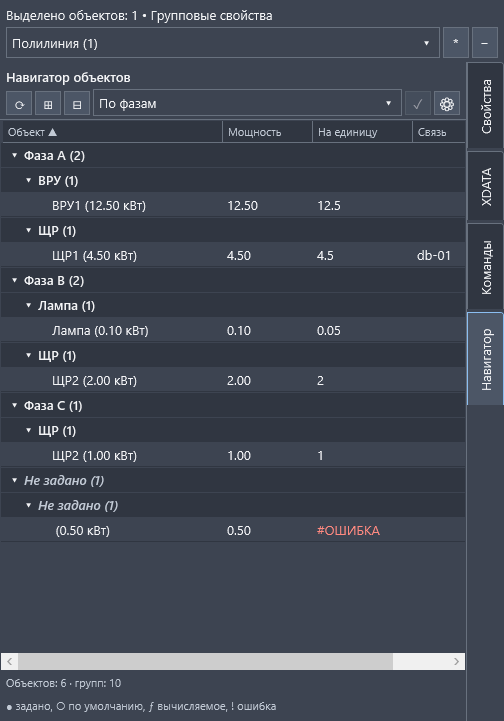 Выделено объектов: 1 • Групповые свойства
Полилиния (1)
* −
Навигатор объектов
По фазам
Объект Мощность На единицу Связь
Фаза A (2)
ВРУ (1)
ВРУ1 (12.50 кВт) 12.50 12.5
ЩР (1)
ЩР1 (4.50 кВт) 4.50 4.5 db-01
Фаза B (2)
Лампа (1)
Лампа (0.10 кВт) 0.10 0.05
ЩР (1)
ЩР2 (2.00 кВт) 2.00 2
Фаза C (1)
ЩР (1)
ЩР2 (1.00 кВт) 1.00 1
Не задано (1)
Не задано (1)
(0.50 кВт) 0.50 #ОШИБКА
Объектов: 6 · групп: 10
● задано, ○ по умолчанию, ƒ вычисляемое, ! ошибка
Свойства
XDATA
Команды
Навигатор